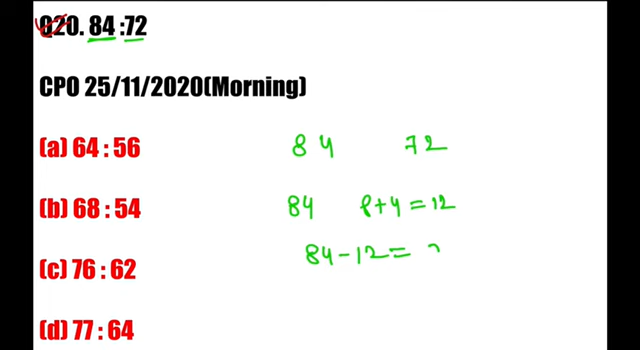 Q20. 84 :72
CPO 25/11/2020(Morning)
(a) 64 : 56
84 72
(b) 68 : 54
84 8+4=12
(c) 76 : 62
84-12=
(d) 77 : 64